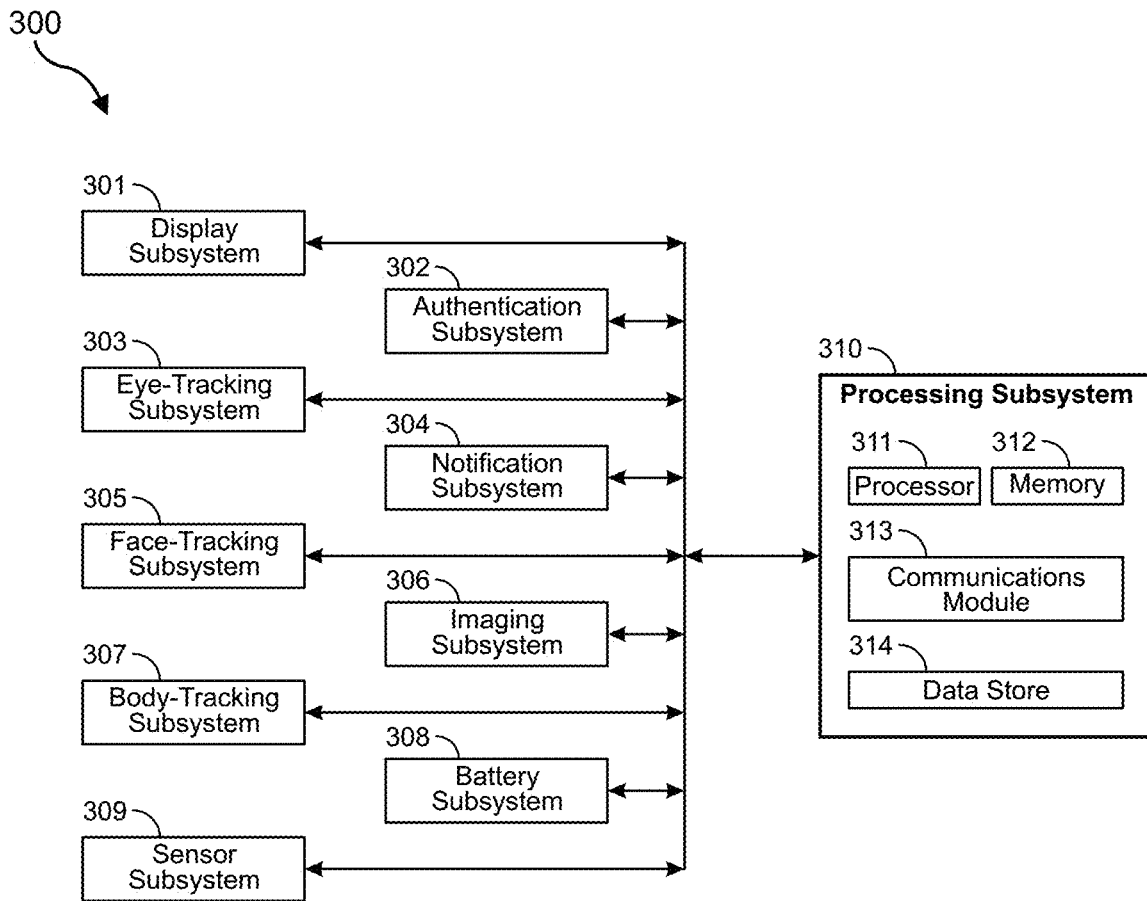 300
301
Display
Subsystem
302
Authentication
Subsystem
303
Eye-Tracking
Subsystem
304
Notification
Subsystem
305
Face-Tracking
Subsystem
306
Imaging
Subsystem
307
Body-Tracking
Subsystem
308
Battery
Subsystem
309
Sensor
Subsystem
310
Processing Subsystem
311
Processor
312
Memory
313
Communications
Module
314
Data Store